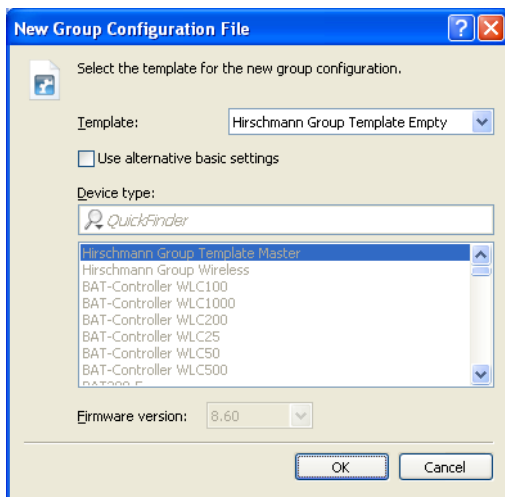 New Group Configuration File
Select the template for the new group configuration.
Template: Hirschmann Group Template Empty
Use alternative basic settings
Device type:
QuickFinder
Hirschmann Group Template Master
Hirschmann Group Wireless
BAT-Controller WLC100
BAT-Controller WLC1000
BAT-Controller WLC200
BAT-Controller WLC25
BAT-Controller WLC50
BAT-Controller WLC500
Firmware version: 8.60
OK Cancel